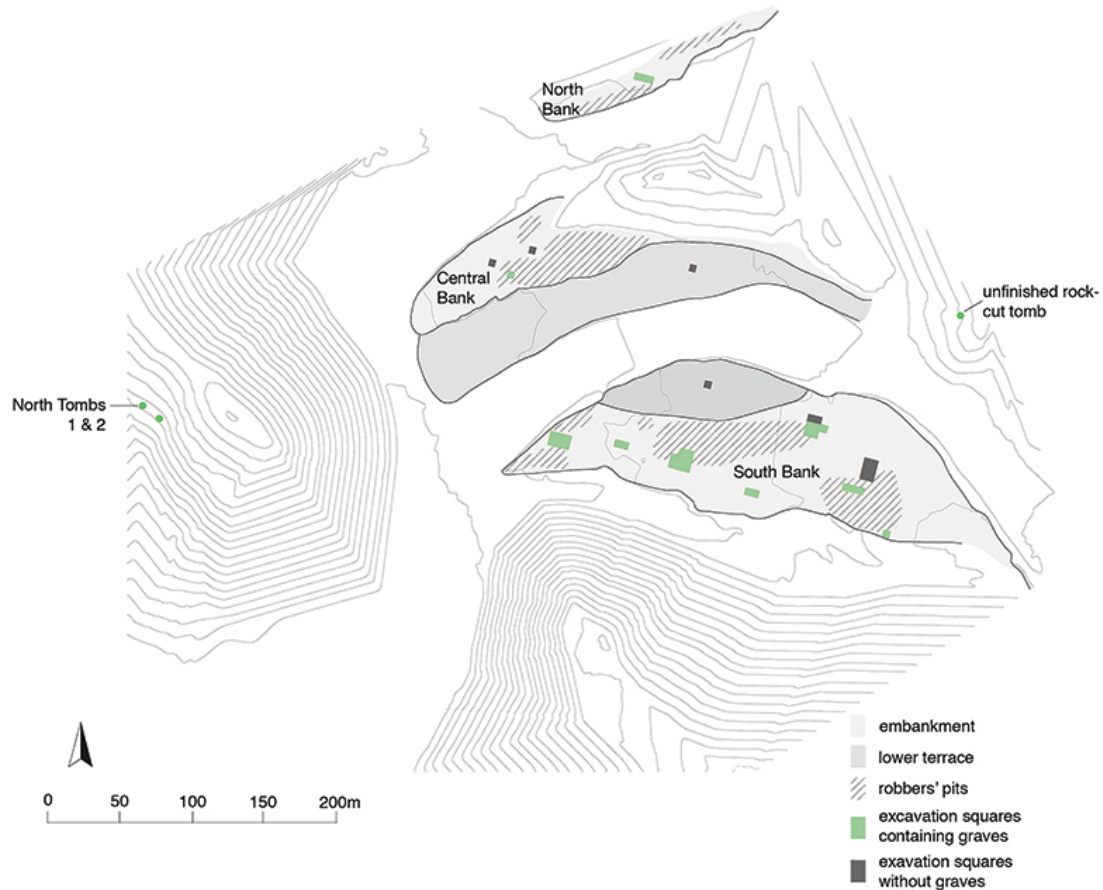 North
Bank
Central
Bank
unfinished rock-
cut tomb
North Tombs
1 & 2
South Bank
embankment
lower terrace
robbers' pits
excavation squares
containing graves
exavation squares
without graves
0 50 100 150 200m